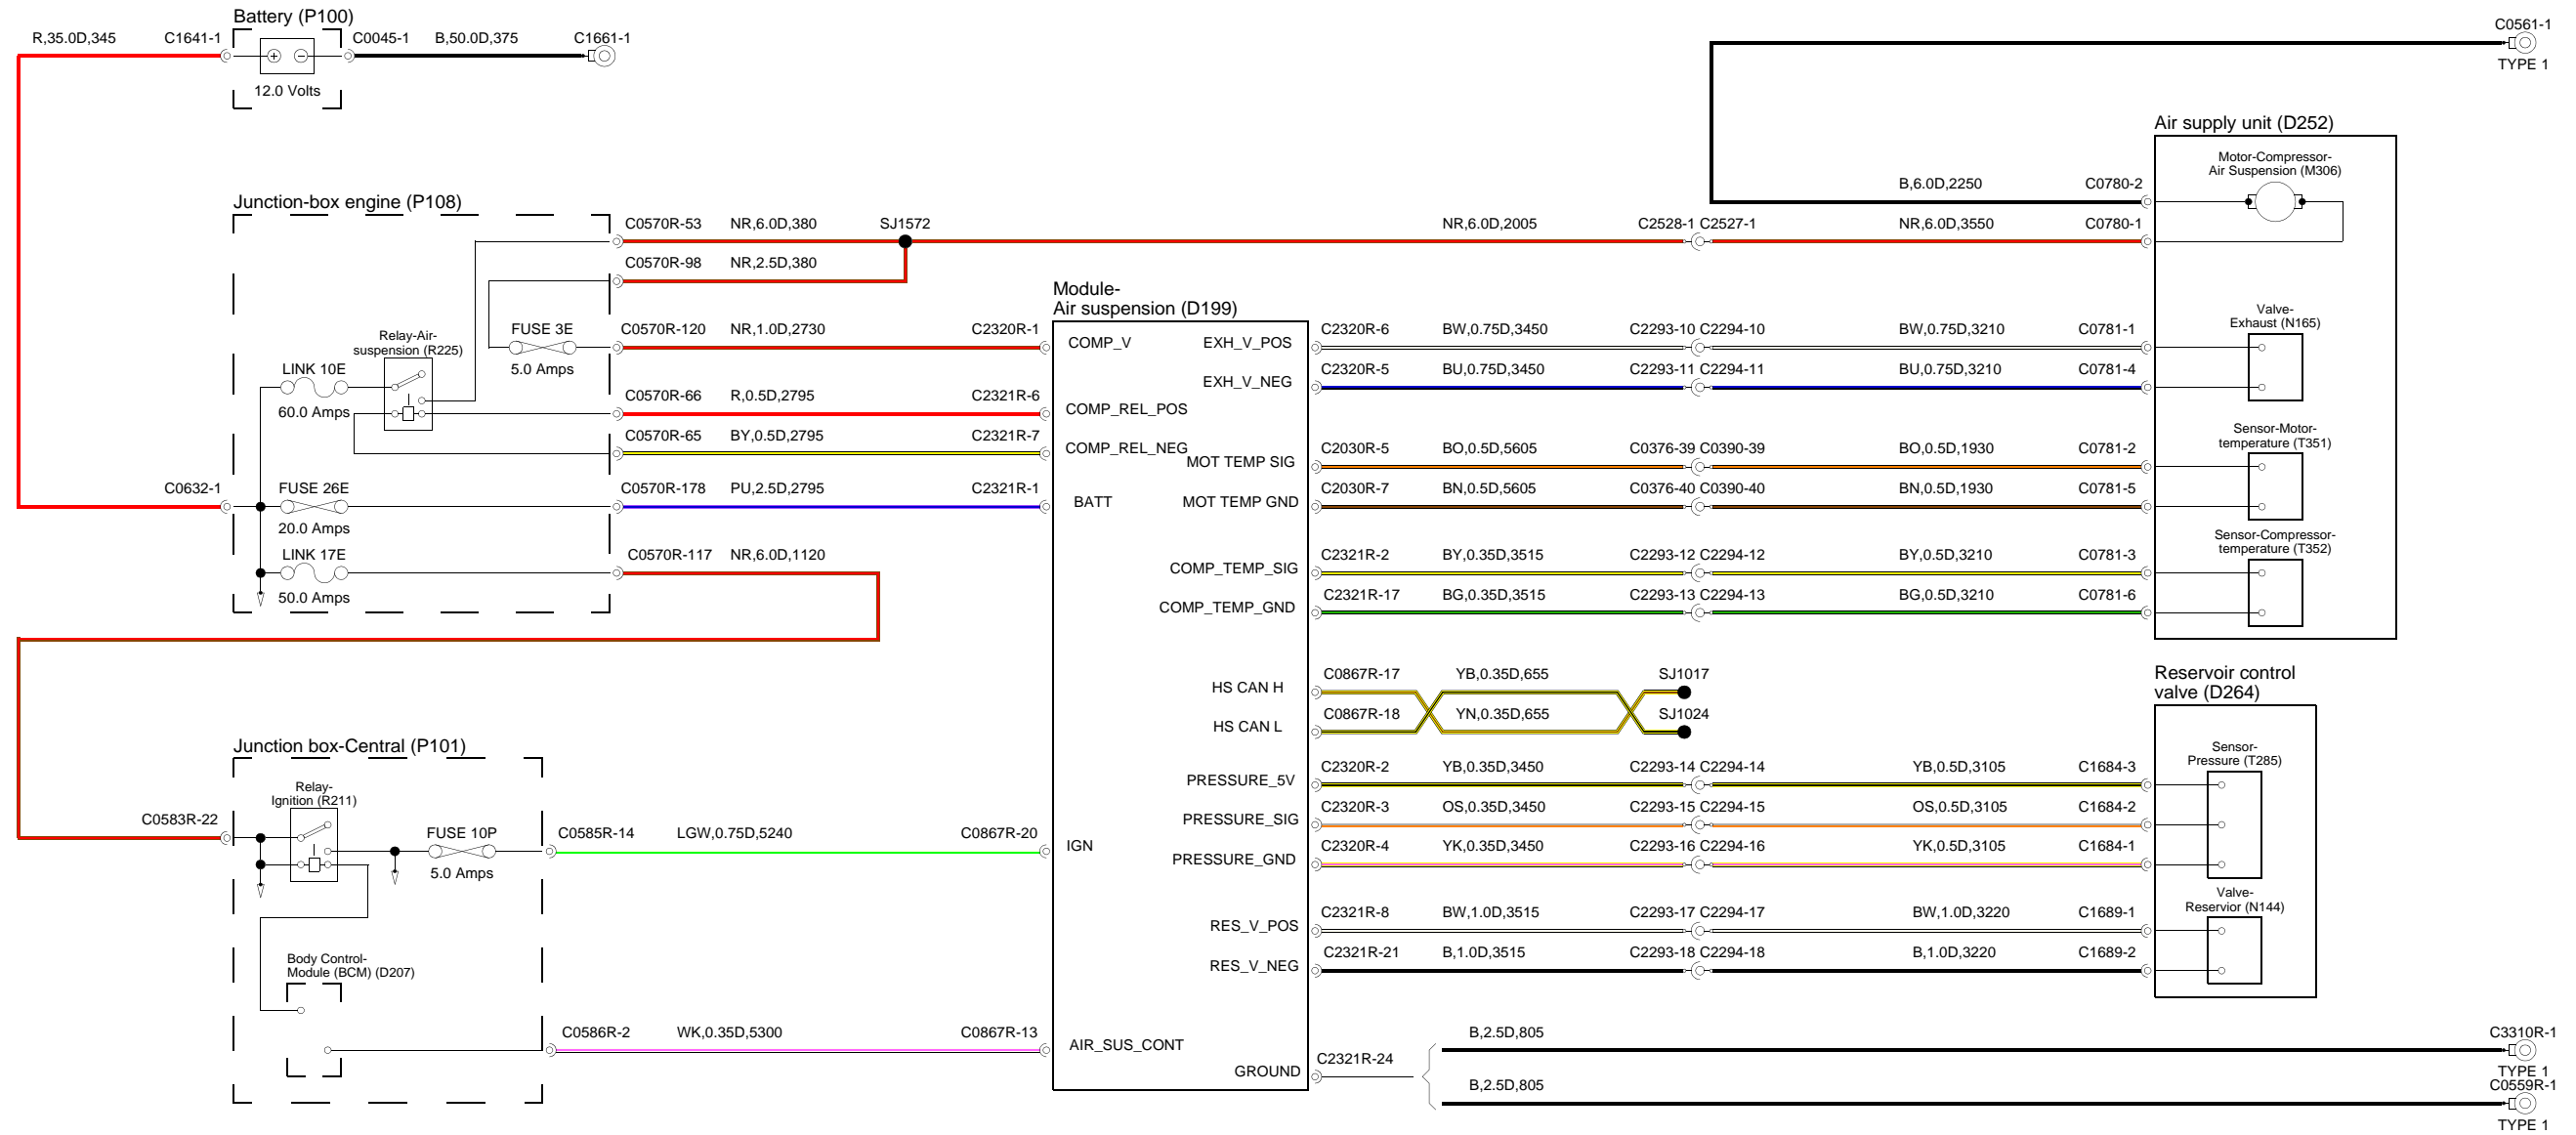 Battery (P100)
R,35.0D,345
C1641-1
C0045-1
B,50.0D,375
C1661-1
12.0 Volts
C0561-1
TYPE 1
Air supply unit (D252)
Motor-Compressor-
Air Suspension (M306)
B,6.0D,2250
C0780-2
Junction-box engine (P108)
C0570R-53
NR,6.0D,380
SJ1572
NR,6.0D,2005
C2528-1 C2527-1
NR,6.0D,3550
C0780-1
C0570R-98
NR,2.5D,380
Module-
Air suspension (D199)
FUSE 3E
5.0 Amps
C0570R-120
NR,1.0D,2730
C2320R-1
COMP_V
EXH_V_POS
C2320R-6
BW,0.75D,3450
C2293-10 C2294-10
BW,0.75D,3210
C0781-1
Valve-
Exhaust (N165)
Relay-Air-
suspension (R225)
LINK 10E
60.0 Amps
EXH_V_NEG
C2320R-5
BU,0.75D,3450
C2293-11 C2294-11
BU,0.75D,3210
C0781-4
C0570R-66
R,0.5D,2795
C2321R-6
COMP_REL_POS
C0570R-65
BY,0.5D,2795
C2321R-7
COMP_REL_NEG
MOT TEMP SIG
C2030R-5
BO,0.5D,5605
C0376-39 C0390-39
BO,0.5D,1930
C0781-2
Sensor-Motor-
temperature (T351)
C0632-1
FUSE 26E
20.0 Amps
C0570R-178
PU,2.5D,2795
C2321R-1
BATT
MOT TEMP GND
C2030R-7
BN,0.5D,5605
C0376-40 C0390-40
BN,0.5D,1930
C0781-5
LINK 17E
50.0 Amps
C0570R-117
NR,6.0D,1120
COMP_TEMP_SIG
C2321R-2
BY,0.35D,3515
C2293-12 C2294-12
BY,0.5D,3210
C0781-3
Sensor-Compressor-
temperature (T352)
COMP_TEMP_GND
C2321R-17
BG,0.35D,3515
C2293-13 C2294-13
BG,0.5D,3210
C0781-6
HS CAN H
C0867R-17
YB,0.35D,655
SJ1017
HS CAN L
C0867R-18
YN,0.35D,655
SJ1024
Reservoir control
valve (D264)
Junction box-Central (P101)
Relay-
Ignition (R211)
C0583R-22
FUSE 10P
5.0 Amps
C0585R-14
LGW,0.75D,5240
C0867R-20
IGN
PRESSURE_5V
C2320R-2
YB,0.35D,3450
C2293-14 C2294-14
YB,0.5D,3105
C1684-3
Sensor-
Pressure (T285)
PRESSURE_SIG
C2320R-3
OS,0.35D,3450
C2293-15 C2294-15
OS,0.5D,3105
C1684-2
PRESSURE_GND
C2320R-4
YK,0.35D,3450
C2293-16 C2294-16
YK,0.5D,3105
C1684-1
RES_V_POS
C2321R-8
BW,1.0D,3515
C2293-17 C2294-17
BW,1.0D,3220
C1689-1
Valve-
Reservior (N144)
RES_V_NEG
C2321R-21
B,1.0D,3515
C2293-18 C2294-18
B,1.0D,3220
C1689-2
Body Control-
Module (BCM) (D207)
C0586R-2
WK,0.35D,5300
C0867R-13
AIR_SUS_CONT
GROUND
C2321R-24
B,2.5D,805
C3310R-1
TYPE 1
B,2.5D,805
C0559R-1
TYPE 1